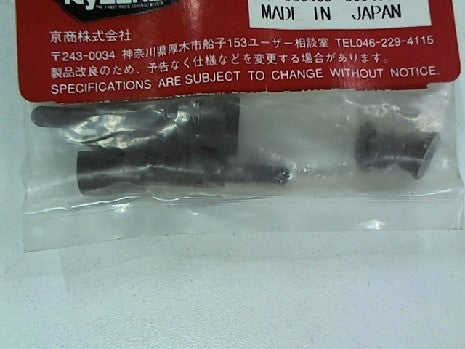 MADE IN JAPAN
京商株式会社
〒243-0034 神奈川県厚木市船子153ユーザー相談室 TEL046-229-4115
製品改良のため、予告なく仕様などを変更する場合があります。
SPECIFICATIONS ARE SUBJECT TO CHANGE WITHOUT NOTICE.